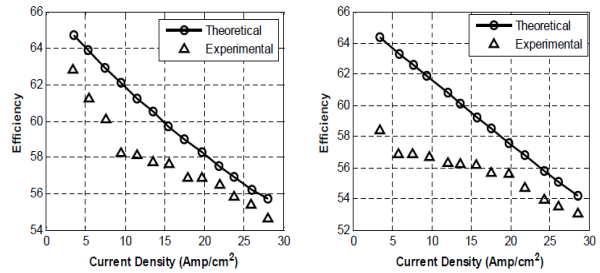 66
64
62
60
58
56
54
Efficiency
0 5 10 15 20 25 30
Current Density (Amp/cm²)
Theoretical
Experimental
66
64
62
60
58
56
54
52
Efficiency
0 5 10 15 20 25 30
Current Density (Amp/cm²)
Theoretical
Experimental